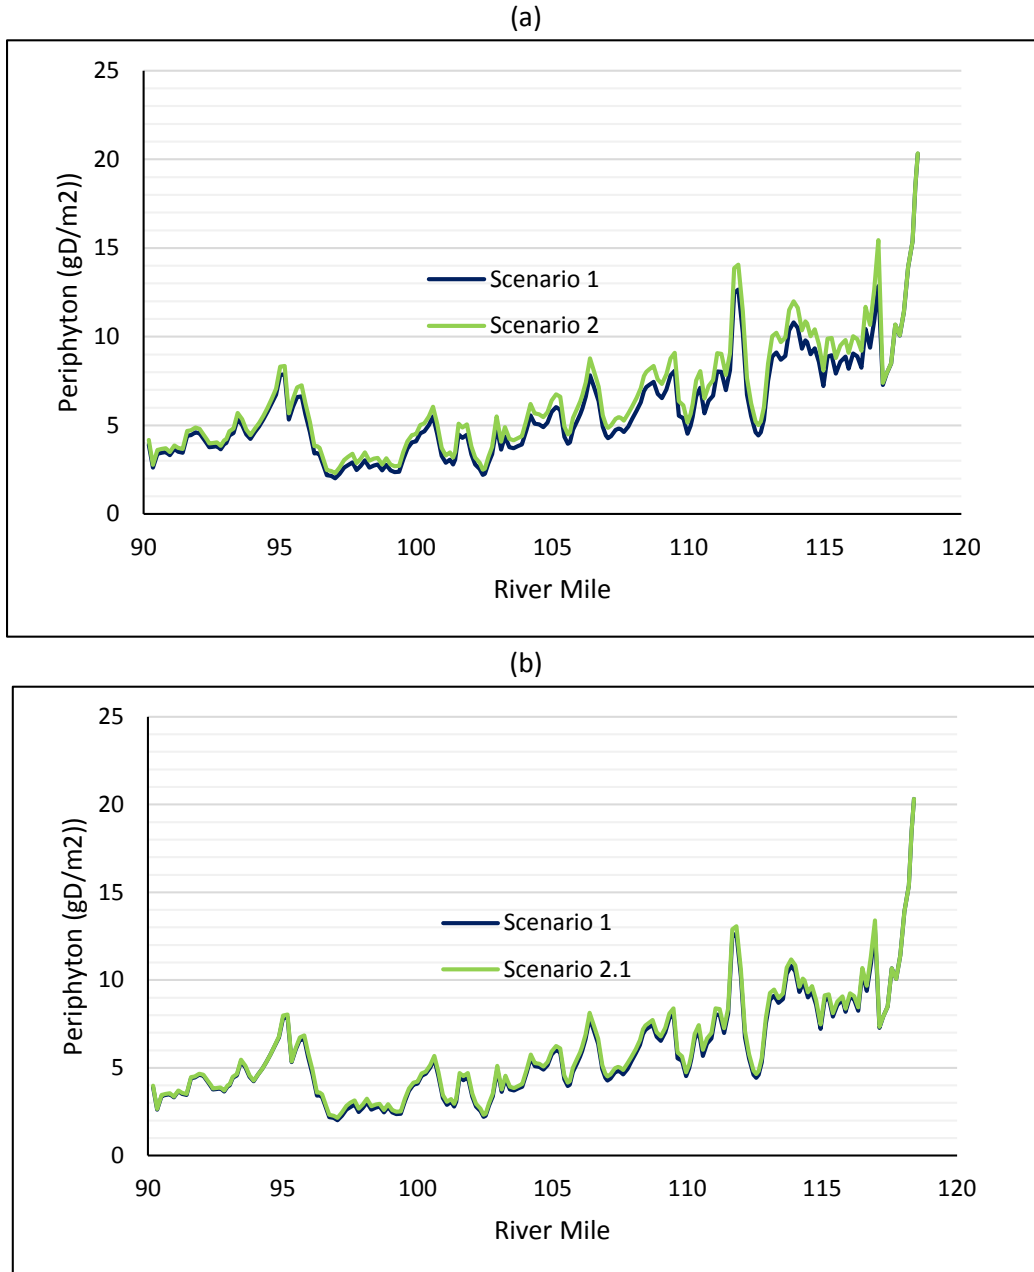 (a)
25
20
15
10
5
0
Periphyton (gD/m2))
Scenario 1
Scenario 2
90 95 100 105 110 115 120
River Mile
(b)
25
20
15
10
5
0
Periphyton (gD/m2))
Scenario 1
Scenario 2.1
90 95 100 105 110 115 120
River Mile